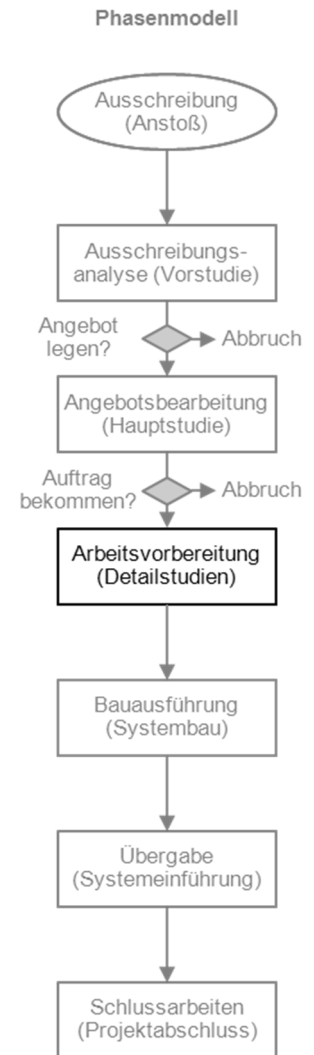 Phasenmodell
Ausschreibung
(Anstoß)
Ausschreibungs-
analyse (Vorstudie)
Angebot
legen?
Abbruch
Angebotsbearbeitung
(Hauptstudie)
Auftrag
bekommen?
Abbruch
Arbeitsvorbereitung
(Detailstudien)
Bauausführung
(Systembau)
Übergabe
(Systemeinführung)
Schlussarbeiten
(Projektabschluss)